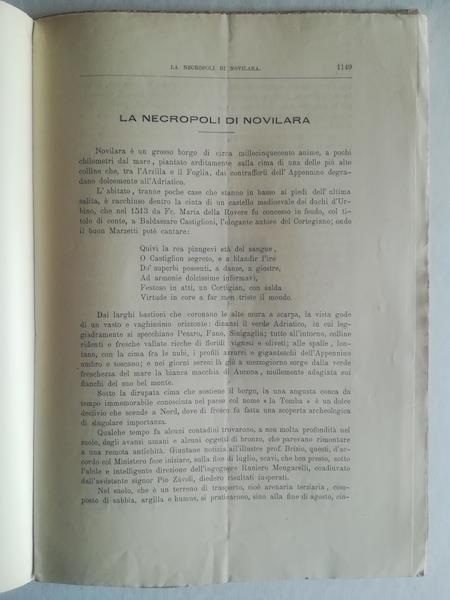 LA NECROPOLI DI NOVILARA. 1149
LA NECROPOLI DI NOVILARA
Novilara è un grosso borgo di circa millecinquecento anime, a pochi
chilometri dal mare, piantato arditamente sulla cima di una delle più alte
colline che, tra l'Arzilla e il Foglia, dai contrafforti dell' Appennino degra-
dano dolcemente all'Adriatico.
L' abitato, tranne poche case che stanno in basso ai piedi dell' ultima
salita, è racchiuso dentro la cinta di un castello medioevale dei duchi d'Ur-
bino, che nel 1513 da Fr. Maria della Rovere fu concesso in feudo, col ti-
tolo di conte, a Baldassare Castiglioni, l'elegante autore del Cortegiano; onde
il buon Marzetti potè cantare:
Quivi la rea piangevi età del sangue,
O Castiglion segreto, e a blandir l'ire
De' superbi possenti, a danze, a giostre,
Ad armonie dolcissime informavi,
Festoso in atti, un Cortigian, con salda
Virtude in core a far men triste il mondo.
Dai larghi bastioni che coronano le alte mura a scarpa, la vista gode
di un vasto e vaghissimo orizzonte: dinanzi il verde Adriatico, in cui leg-
giadramente si specchiano Pesaro, Fano, Sinigaglia; tutte all'intorno, colline
ridenti e fresche vallate ricche di floridi vigneti e oliveti; alle spalle, lon-
tano, con la cima fra le nubi, i profili azzurri e giganteschi dell'Appennino
umbro e toscano; e nei giorni sereni là giù a mezzogiorno sorge dalla verde
freschezza del mare la bianca macchia di Ancona, mollemente adagiata sui
fianchi del suo bel monte.
Sotto la dirupata cima che sostiene il borgo, in una angusta conca da
tempo immemorabile conosciuta nel paese col nome « la Tomba » è un dolce
declivio che scende a Nord, dove di fresco fu fatta una scoperta archeologica
di singolare importanza.
Qualche tempo fa alcuni contadini trovarono, a non molta profondità nel
suolo, degli avanzi umani e alcuni oggetti di bronzo, che parevano rimontare
a una remota antichità. Giuntane notizia all'illustre prof. Brizio, questi, d'ac-
cordo col Ministero fece iniziare, sulla fine di luglio, scavi, che ben presto, sotto
l'abile e intelligente direzione dell'ingegnere Raniero Mengarelli, coadiuvato
dall'assistente signor Pio Závoli, diedero risultati insperati.
Nel suolo, che è un terreno di trasporto, cioè arenaria terziaria, com-
posto di sabbia, argilla e humus, si praticarono, sino alla fine di agosto, cin-